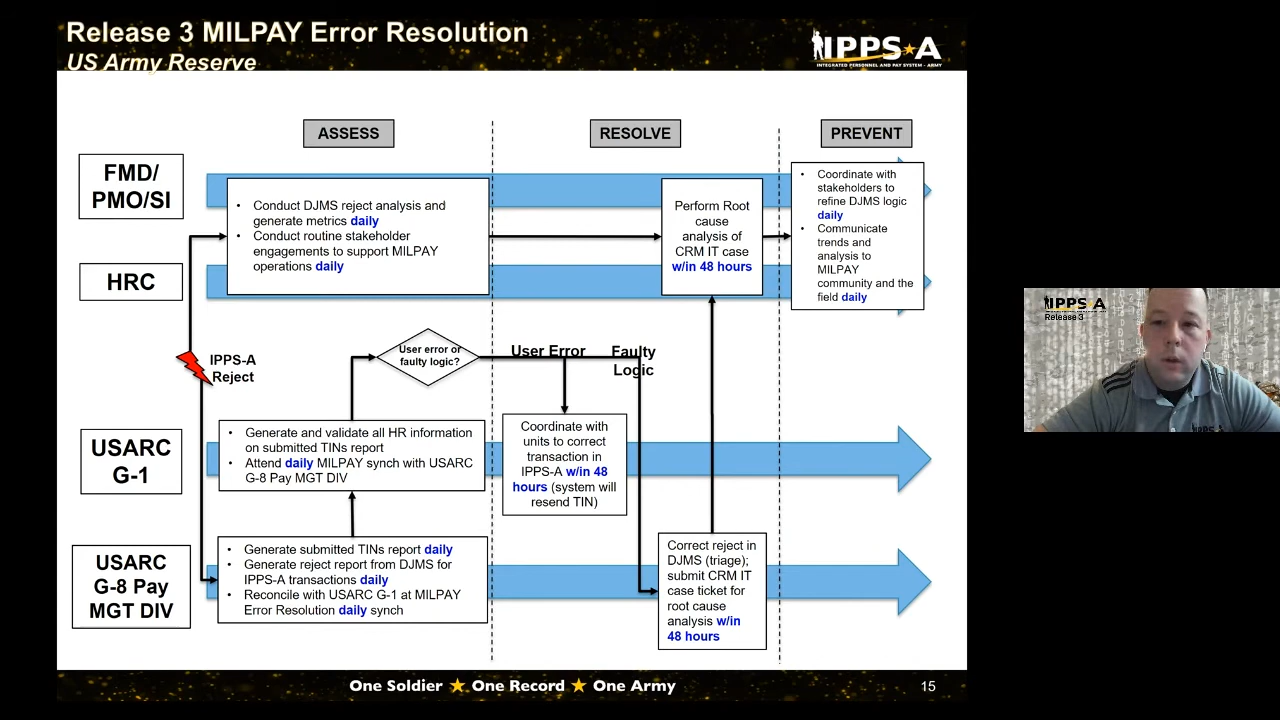 Release 3 MILPAY Error Resolution
US Army Reserve
IPPS★A
INTEGRATED PERSONNEL AND PAY SYSTEM - ARMY
ASSESS
RESOLVE
PREVENT
FMD/
PMO/SI
HRC
• Conduct DJMS reject analysis and
generate metrics daily
• Conduct routine stakeholder
engagements to support MILPAY
operations daily
Perform Root
cause
analysis of
CRM IT case
w/in 48 hours
• Coordinate with
stakeholders to
refine DJMS logic
daily
• Communicate
trends and
analysis to
MILPAY
community and the
field daily
IPPS-A
Reject
User error or
faulty logic?
User Error
Faulty
Logic
USARC
G-1
• Generate and validate all HR information
on submitted TINs report
• Attend daily MILPAY synch with USARC
G-8 Pay MGT DIV
Coordinate with
units to correct
transaction in
IPPS-A w/in 48
hours (system will
resend TIN)
USARC
G-8 Pay
MGT DIV
• Generate submitted TINs report daily
• Generate reject report from DJMS for
IPPS-A transactions daily
• Reconcile with USARC G-1 at MILPAY
Error Resolution daily synch
Correct reject in
DJMS (triage);
submit CRM IT
case ticket for
root cause
analysis w/in
48 hours
One Soldier ★ One Record ★ One Army
15
IPPS★A
Release 3
IPPS-A